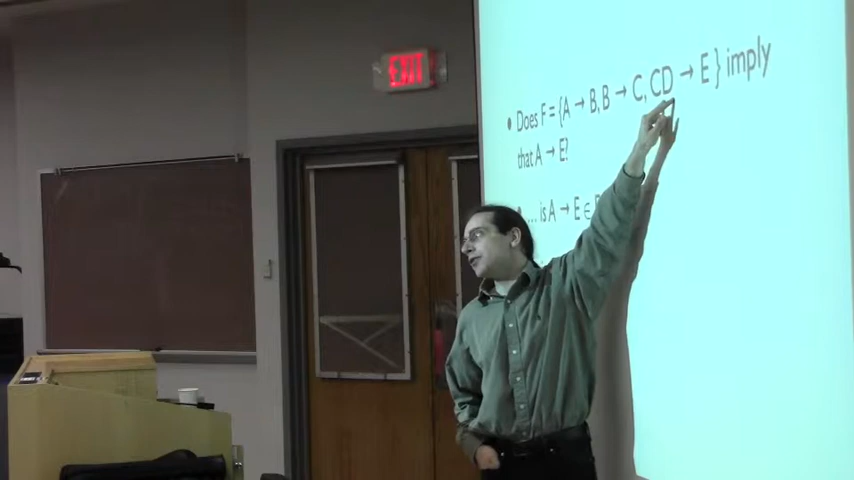 EXIT
• Does F = {A → B, B → C, CD → E} imply
that A → E?
• ... is A → E ∈